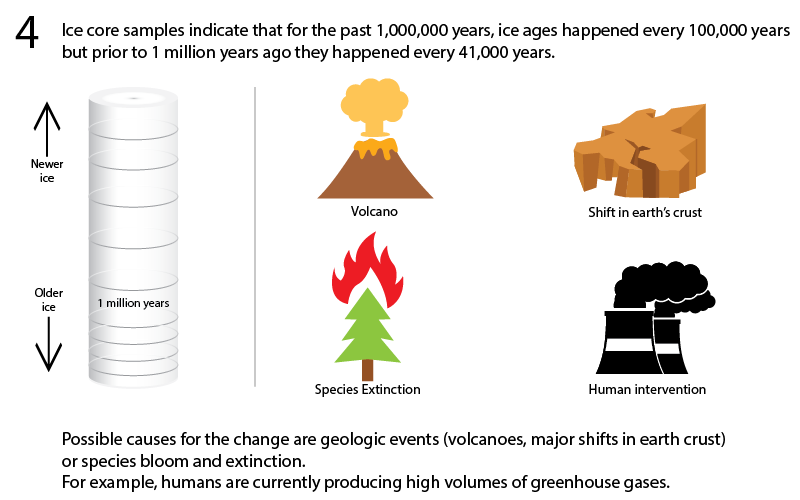 4
Ice core samples indicate that for the past 1,000,000 years, ice ages happened every 100,000 years
but prior to 1 million years ago they happened every 41,000 years.
Newer
ice
Older
ice
1 million years
Volcano
Shift in earth's crust
Species Extinction
Human intervention
Possible causes for the change are geologic events (volcanoes, major shifts in earth crust)
or species bloom and extinction.
For example, humans are currently producing high volumes of greenhouse gases.